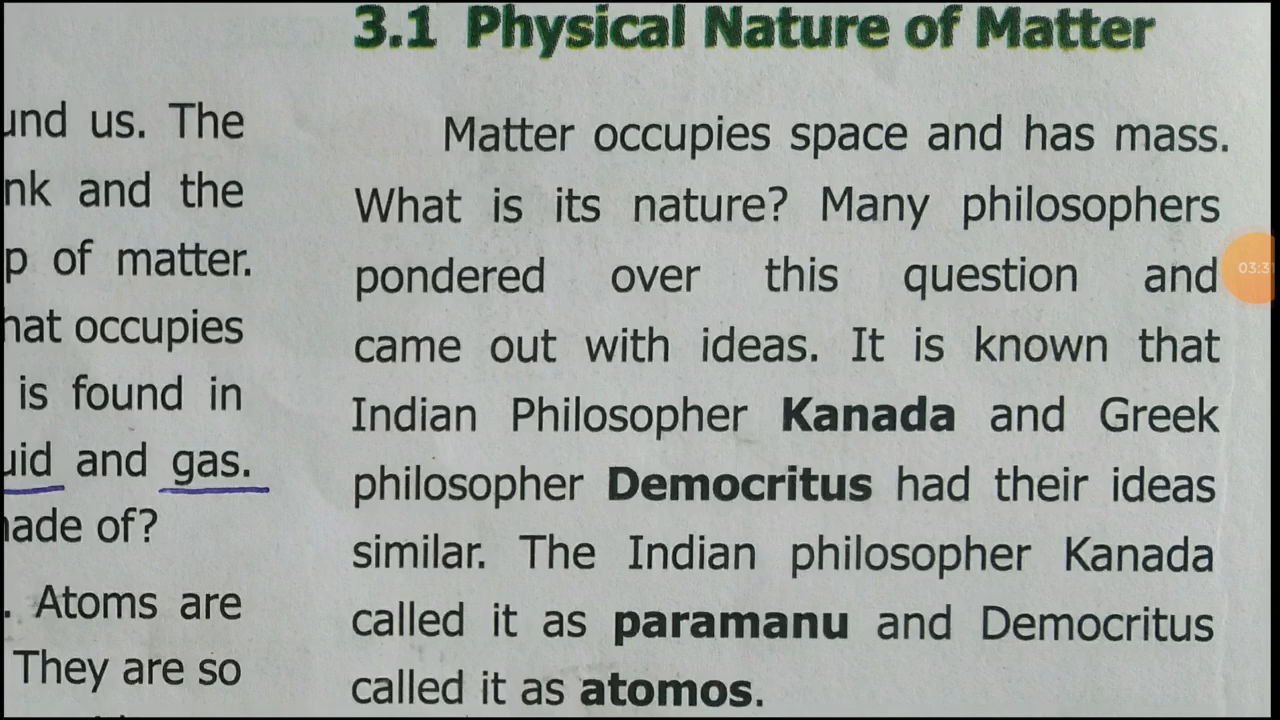 und us. The
nk and the
p of matter.
hat occupies
is found in
uid and gas.
nade of?
. Atoms are
They are so
3.1 Physical Nature of Matter
Matter occupies space and has mass.
What is its nature? Many philosophers
pondered over this question and
came out with ideas. It is known that
Indian Philosopher Kanada and Greek
philosopher Democritus had their ideas
similar. The Indian philosopher Kanada
called it as paramanu and Democritus
called it as atomos.